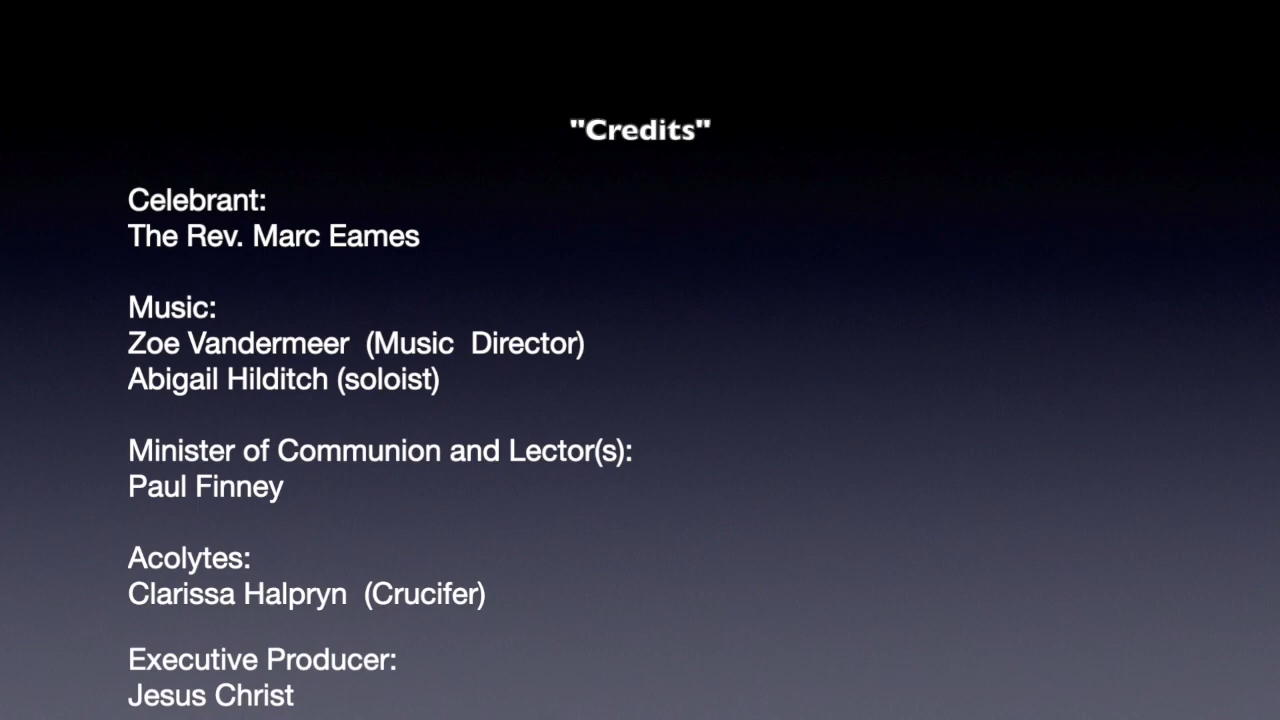 "Credits"
Celebrant:
The Rev. Marc Eames
Music:
Zoe Vandermeer  (Music  Director)
Abigail Hilditch (soloist)
Minister of Communion and Lector(s):
Paul Finney
Acolytes:
Clarissa Halpryn  (Crucifer)
Executive Producer:
Jesus Christ